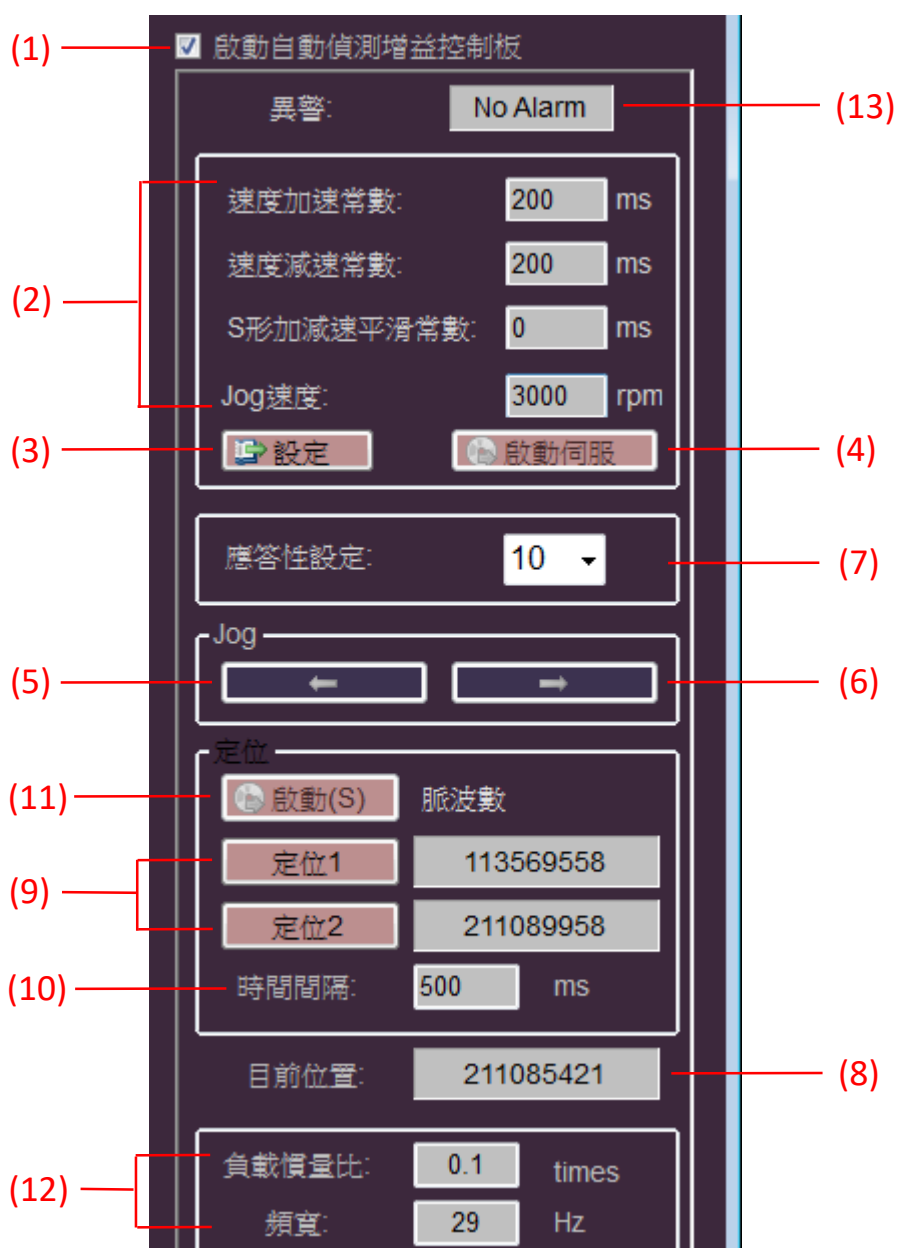 (1) 啟動自動偵測增益控制板
異警: No Alarm (13)
速度加速常數: 200 ms
速度減速常數: 200 ms
(2)
S形加減速平滑常數: 0 ms
Jog速度: 3000 rpm
(3) 設定 啟動伺服 (4)
應答性設定: 10 (7)
Jog
(5) ← → (6)
定位
(11) 啟動(S) 脈波數
定位1 113569558
(9)
定位2 211089958
(10) 時間間隔: 500 ms
目前位置: 211085421 (8)
負載慣量比: 0.1 times
(12)
頻寬: 29 Hz